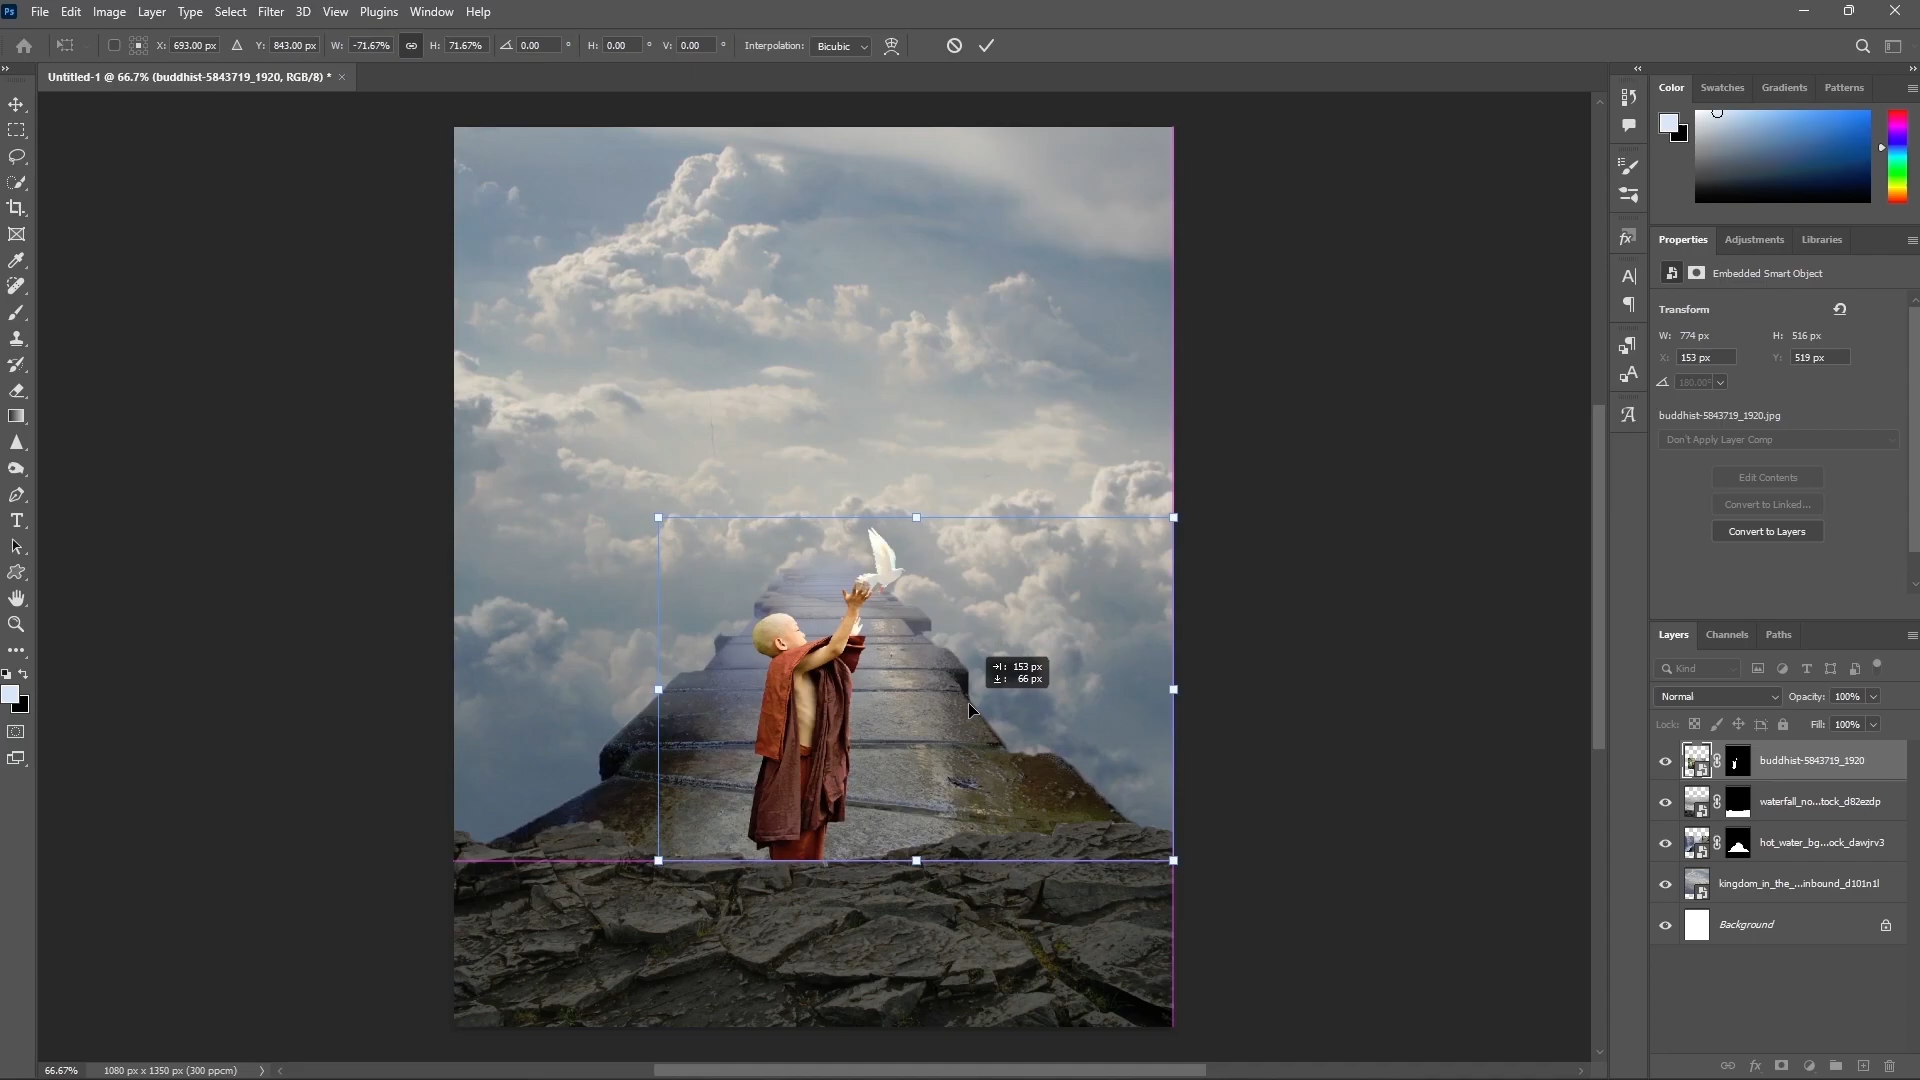 Ps File Edit Image Layer Type Select Filter 3D View Plugins Window Help
X: 693.00 px Y: 843.00 px W: -71.67% H: 71.67% 0.00 ° H: 0.00 ° V: 0.00 ° Interpolation: Bicubic
Untitled-1 @ 66.7% (buddhist-5843719_1920, RGB/8) * ×
Color Swatches Gradients Patterns
Properties Adjustments Libraries
Embedded Smart Object
Transform
W: 774 px H: 516 px
X: 153 px Y: 519 px
180.00°
buddhist-5843719_1920.jpg
Don't Apply Layer Comp
Edit Contents
Convert to Linked...
Convert to Layers
153 px
66 px
Layers Channels Paths
Kind
Normal Opacity: 100%
Lock: Fill: 100%
buddhist-5843719_1920
waterfall_no...tock_d82ezdp
hot_water_bg...ock_dawjrv3
kingdom_in_the_...inbound_d101n1l
Background
66.67% 1080 px x 1350 px (300 ppcm)